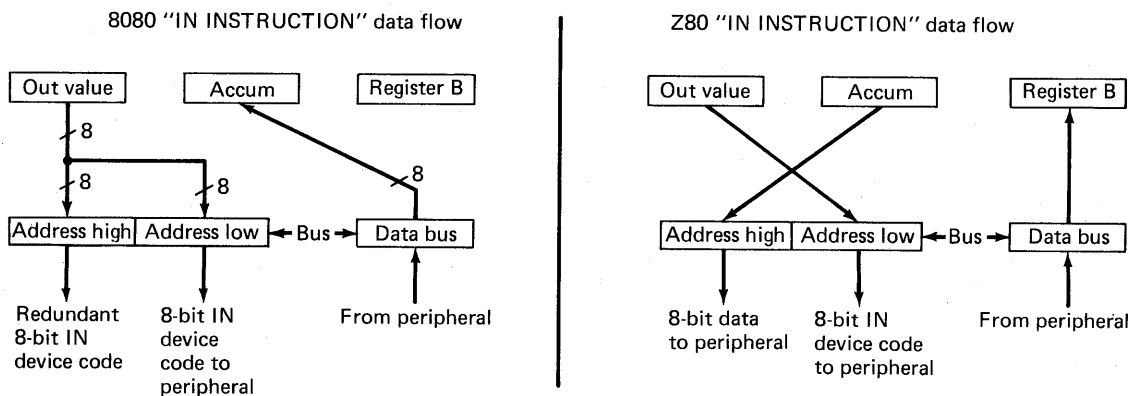 8080 “IN INSTRUCTION” data flow
Out value
Accum
Register B
8
8
8
8
Address high
Address low
Bus
Data bus
Redundant
8-bit IN
device code
8-bit IN
device
code to
peripheral
From peripheral
Z80 “IN INSTRUCTION” data flow
Out value
Accum
Register B
Address high
Address low
Bus
Data bus
8-bit data
to peripheral
8-bit IN
device code
to peripheral
From peripheral